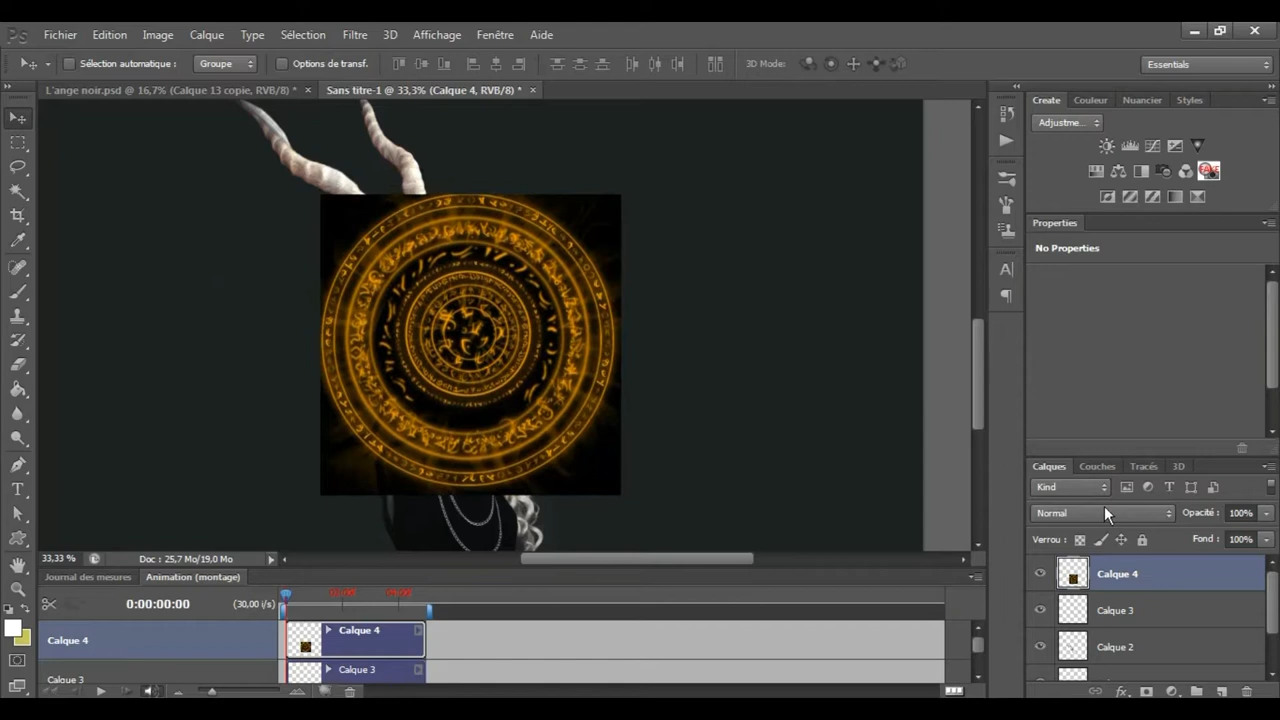 Ps Fichier Edition Image Calque Type Sélection Filtre 3D Affichage Fenêtre Aide
Sélection automatique : Groupe Options de transf. 3D Mode: Essentials
L'ange noir.psd @ 16,7% (Calque 13 copie, RVB/8) * × Sans titre-1 @ 33,3% (Calque 4, RVB/8) * ×
Create Couleur Nuancier Styles
Adjustme...
Properties
No Properties
Calques Couches Tracés 3D
Kind
Normal Opacité : 100%
Verrou : Fond : 100%
Calque 4
Calque 3
Calque 2
33,33 % Doc : 25,7 Mo/19,0 Mo
Journal des mesures Animation (montage)
0:00:00:00 (30,00 i/s)
Calque 4 Calque 4
Calque 3 Calque 3